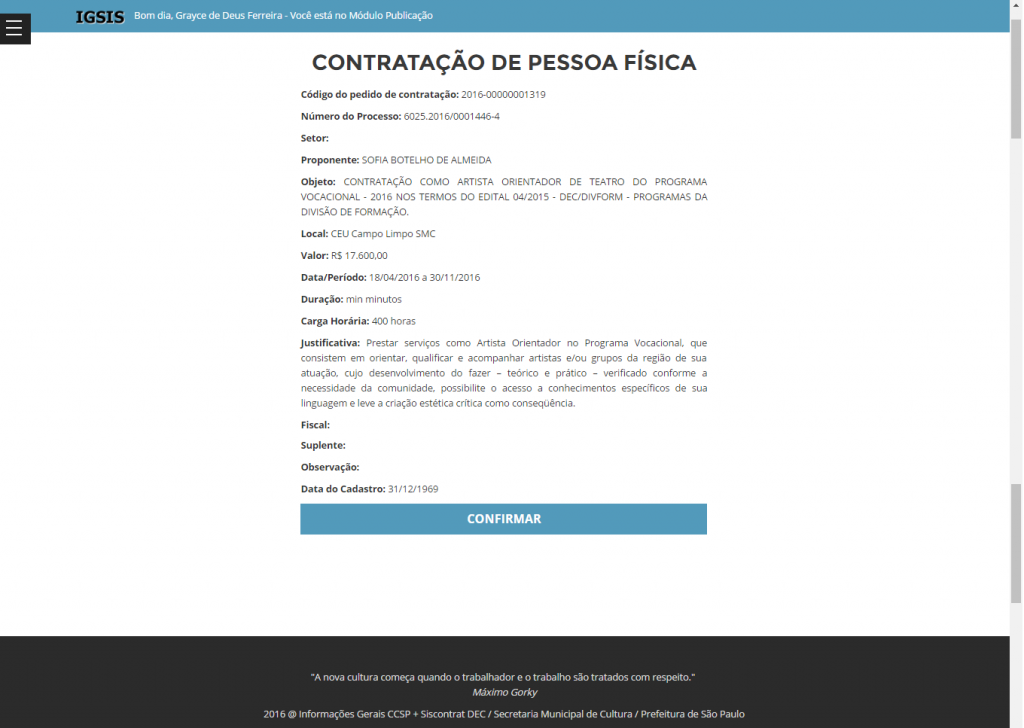 IGSIS Bom dia, Grayce de Deus Ferreira - Você está no Módulo Publicação
CONTRATAÇÃO DE PESSOA FÍSICA
Código do pedido de contratação: 2016-00000001319
Número do Processo: 6025.2016/0001446-4
Setor:
Proponente: SOFIA BOTELHO DE ALMEIDA
Objeto: CONTRATAÇÃO COMO ARTISTA ORIENTADOR DE TEATRO DO PROGRAMA
VOCACIONAL - 2016 NOS TERMOS DO EDITAL 04/2015 - DEC/DIVFORM - PROGRAMAS DA
DIVISÃO DE FORMAÇÃO.
Local: CEU Campo Limpo SMC
Valor: R$ 17.600,00
Data/Período: 18/04/2016 a 30/11/2016
Duração: min minutos
Carga Horária: 400 horas
Justificativa: Prestar serviços como Artista Orientador no Programa Vocacional, que
consistem em orientar, qualificar e acompanhar artistas e/ou grupos da região de sua
atuação, cujo desenvolvimento do fazer – teórico e prático – verificado conforme a
necessidade da comunidade, possibilite o acesso a conhecimentos específicos de sua
linguagem e leve a criação estética crítica como conseqüência.
Fiscal:
Suplente:
Observação:
Data do Cadastro: 31/12/1969
CONFIRMAR
"A nova cultura começa quando o trabalhador e o trabalho são tratados com respeito."
Máximo Gorky
2016 @ Informações Gerais CCSP + Siscontrat DEC / Secretaria Municipal de Cultura / Prefeitura de São Paulo